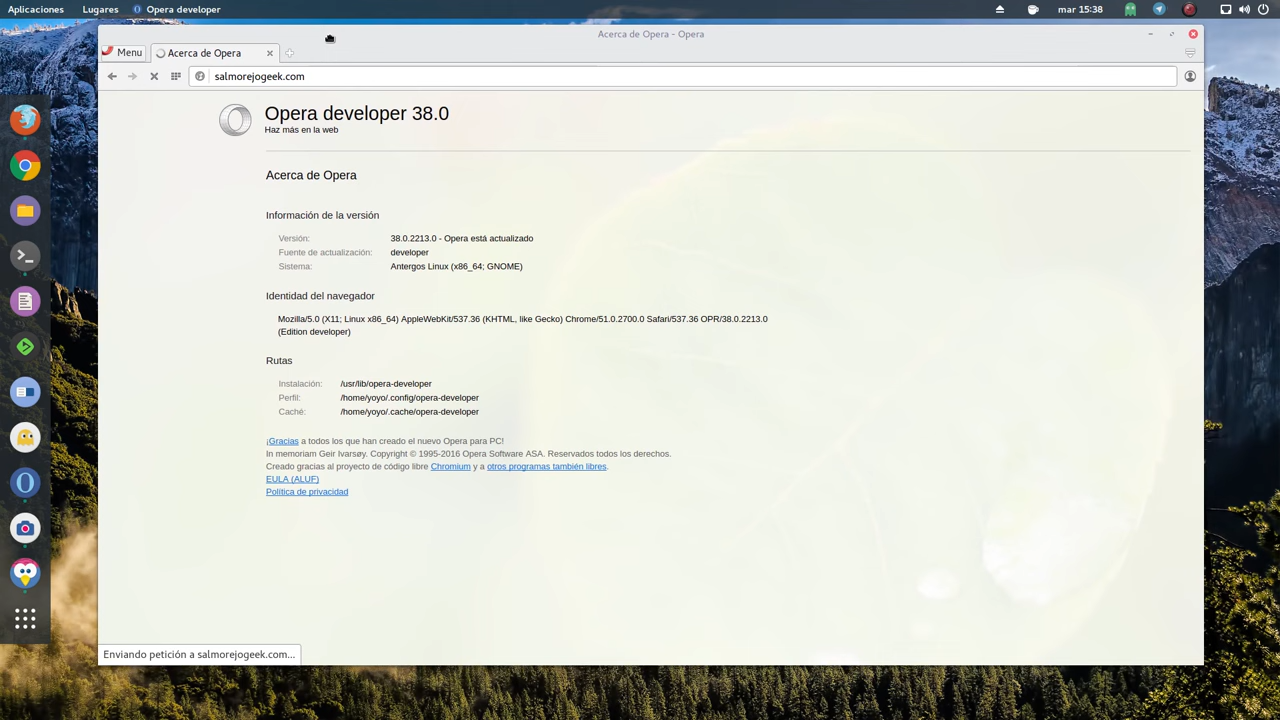 Aplicaciones Lugares Opera developer mar 15:38
Acerca de Opera - Opera
Menu Acerca de Opera
salmorejogeek.com
Opera developer 38.0
Haz más en la web
Acerca de Opera
Información de la versión
Versión: 38.0.2213.0 - Opera está actualizado
Fuente de actualización: developer
Sistema: Antergos Linux (x86_64; GNOME)
Identidad del navegador
Mozilla/5.0 (X11; Linux x86_64) AppleWebKit/537.36 (KHTML, like Gecko) Chrome/51.0.2700.0 Safari/537.36 OPR/38.0.2213.0
(Edition developer)
Rutas
Instalación: /usr/lib/opera-developer
Perfil: /home/yoyo/.config/opera-developer
Caché: /home/yoyo/.cache/opera-developer
¡Gracias a todos los que han creado el nuevo Opera para PC!
In memoriam Geir Ivarsøy. Copyright © 1995-2016 Opera Software ASA. Reservados todos los derechos.
Creado gracias al proyecto de código libre Chromium y a otros programas también libres.
EULA (ALUF)
Política de privacidad
Enviando petición a salmorejogeek.com...